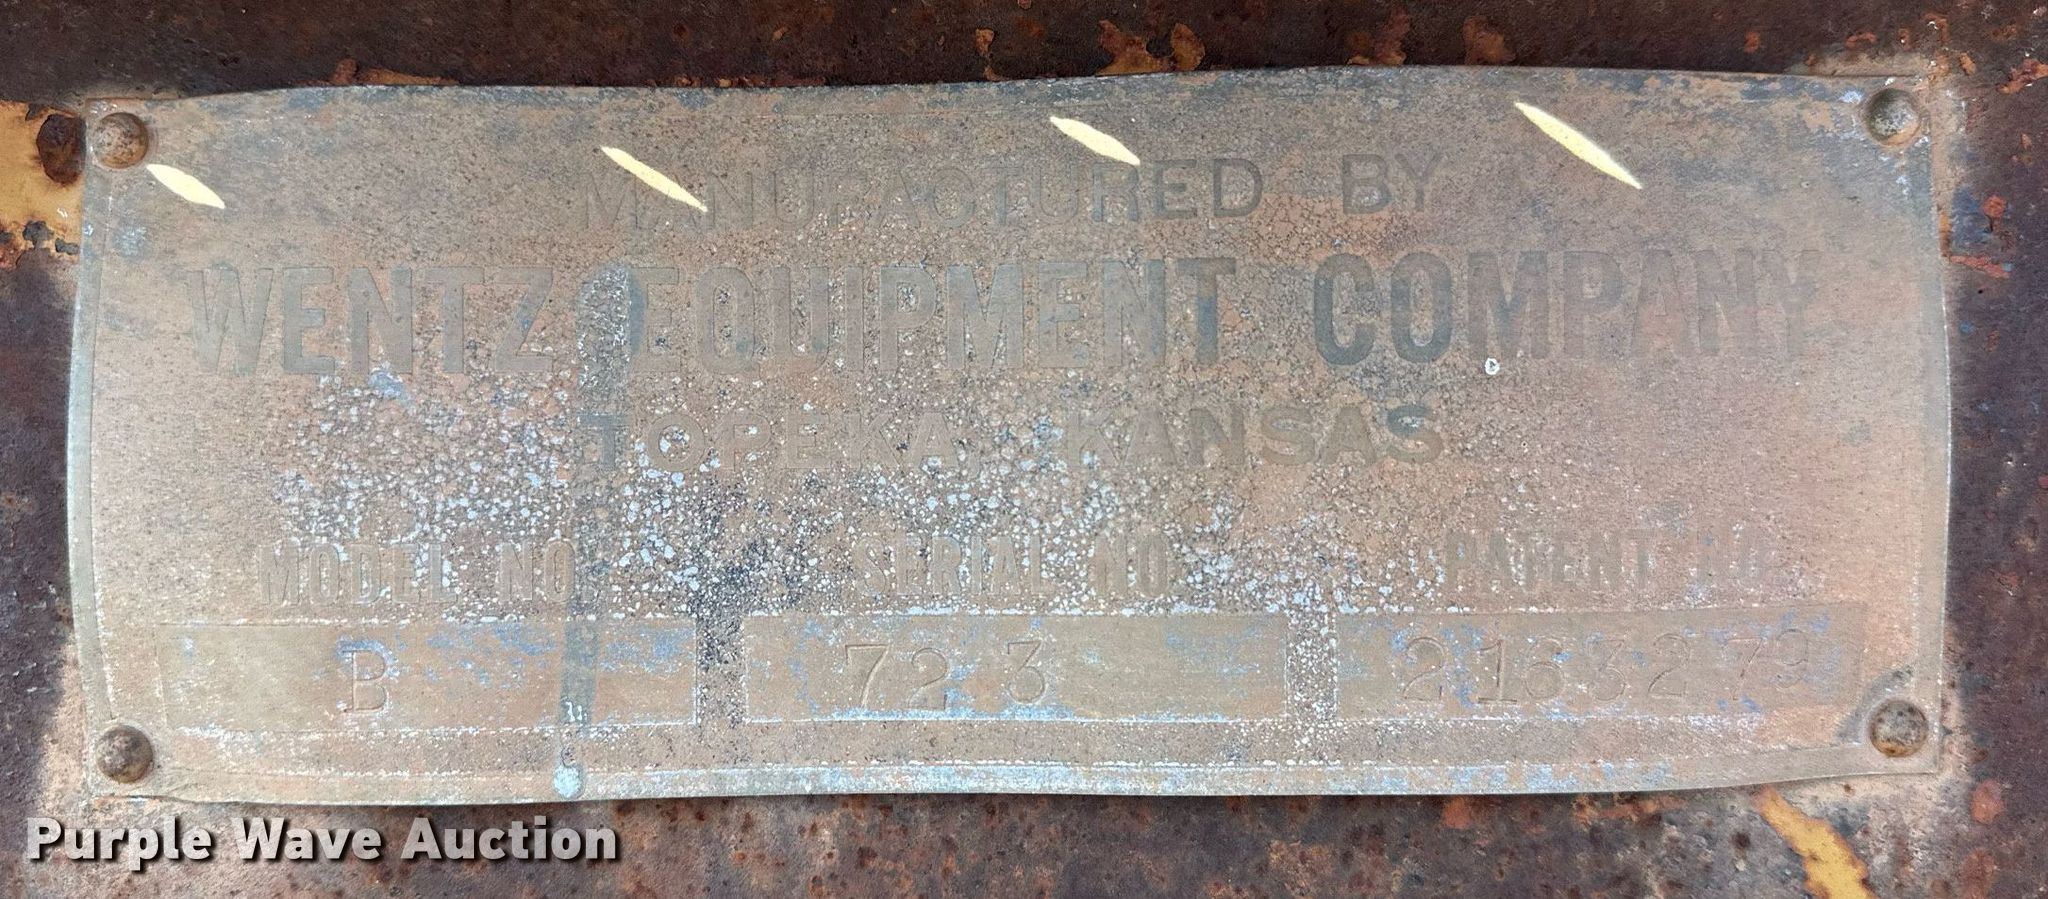 MANUFACTURED BY
WENTZ EQUIPMENT COMPANY
TOPEKA, KANSAS
MODEL NO. SERIAL NO. PATENT NO.
B 723 2163279
Purple Wave Auction